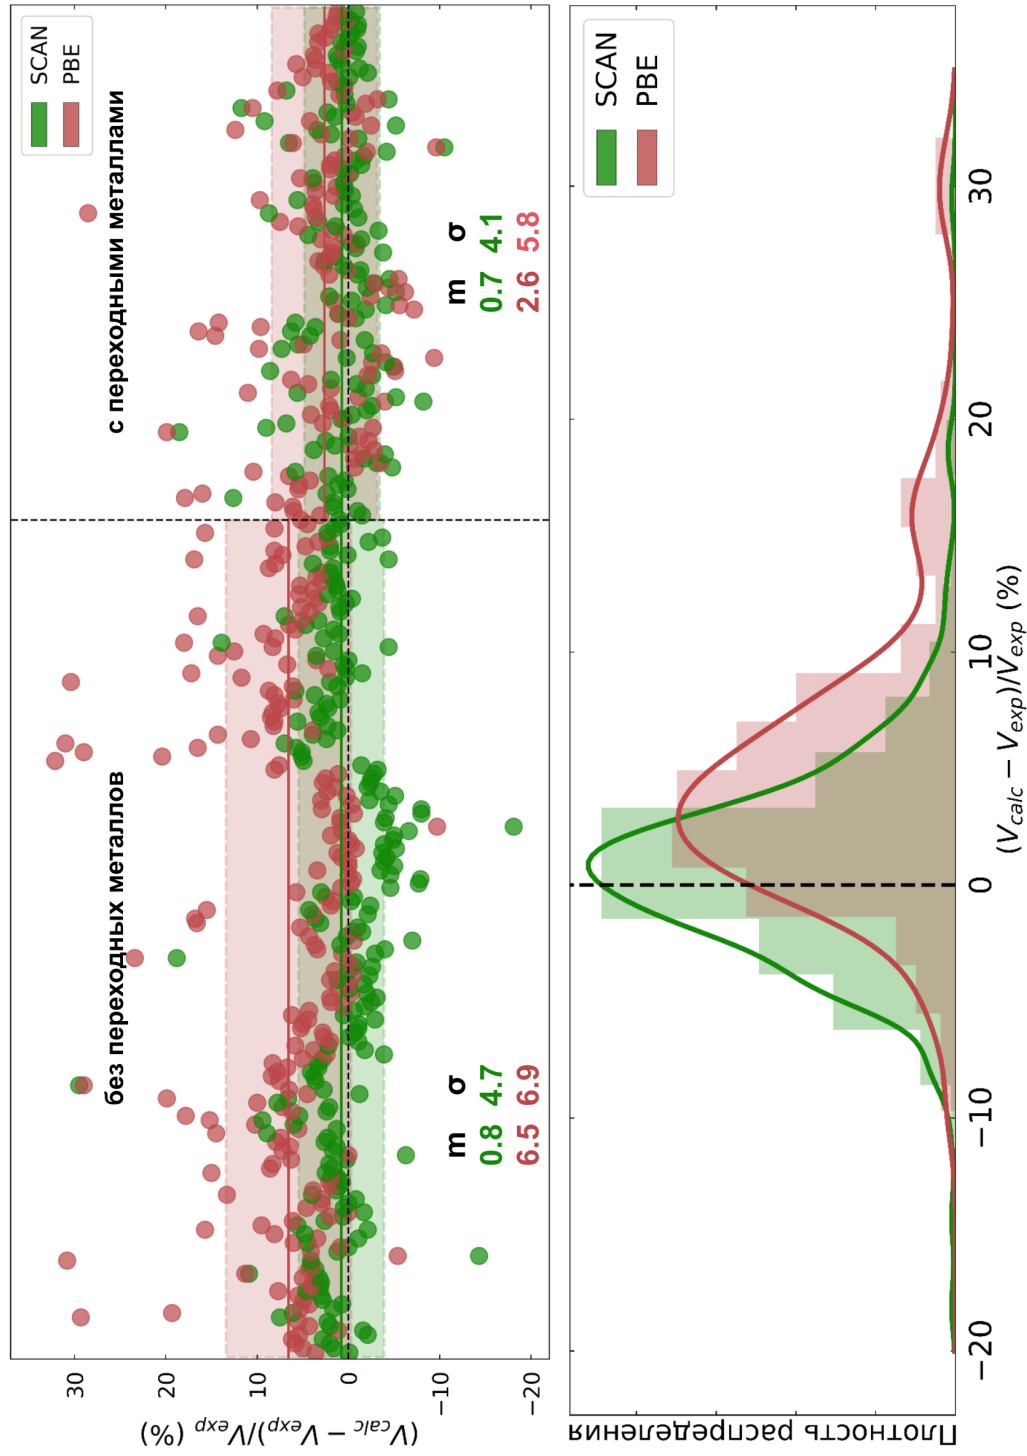 SCAN
PBE
без переходных металлов
с переходными металлами
30
20
10
0
−10
−20
(V_calc − V_exp)/V_exp (%)
m σ
0.8 4.7
6.5 6.9
m σ
0.7 4.1
2.6 5.8
SCAN
PBE
Плотность распределения
−20
−10
0
10
20
30
(V_calc − V_exp)/V_exp (%)